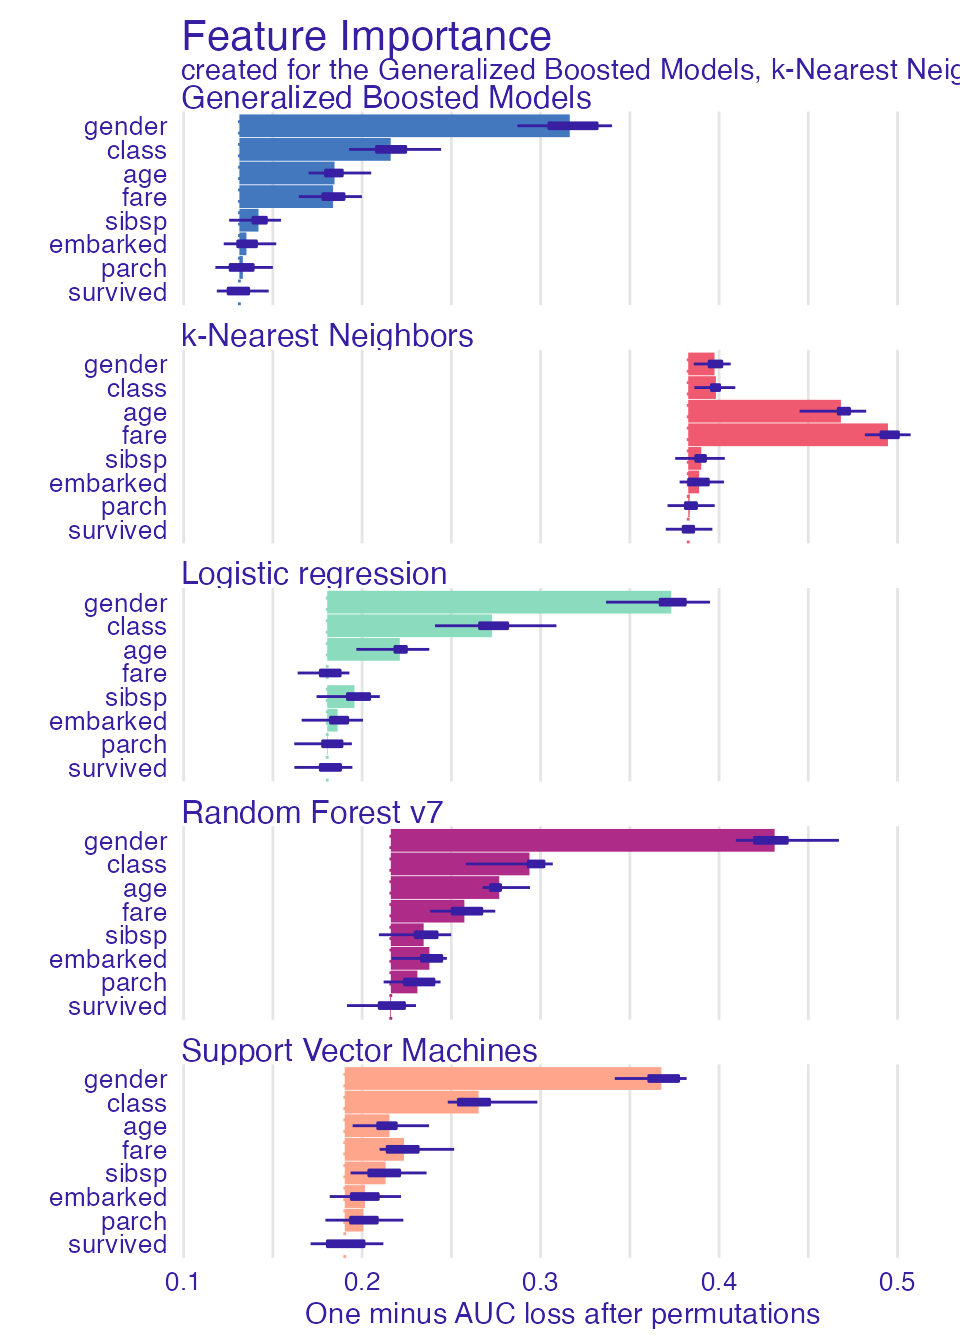 Feature Importance
created for the Generalized Boosted Models, k-Nearest Neig
Generalized Boosted Models
gender
class
age
fare
sibsp
embarked
parch
survived
k-Nearest Neighbors
gender
class
age
fare
sibsp
embarked
parch
survived
Logistic regression
gender
class
age
fare
sibsp
embarked
parch
survived
Random Forest v7
gender
class
age
fare
sibsp
embarked
parch
survived
Support Vector Machines
gender
class
age
fare
sibsp
embarked
parch
survived
0.1 0.2 0.3 0.4 0.5
One minus AUC loss after permutations